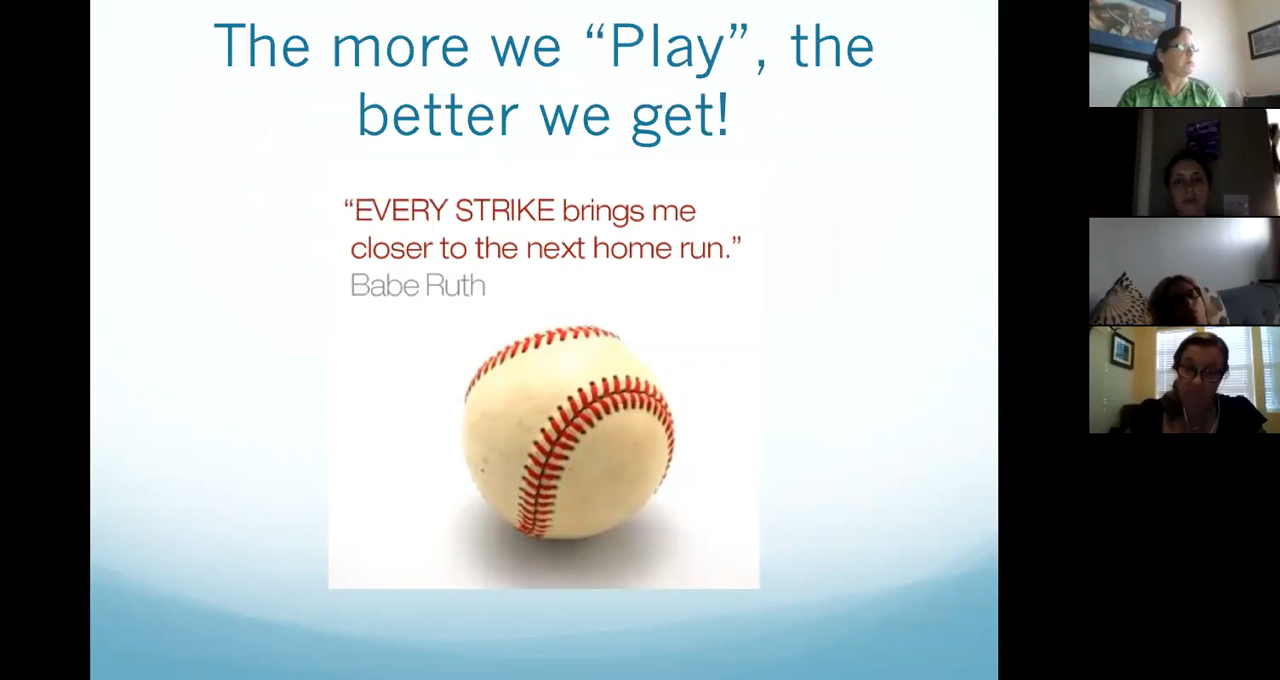 The more we “Play”, the
better we get!
“EVERY STRIKE brings me
closer to the next home run.”
Babe Ruth